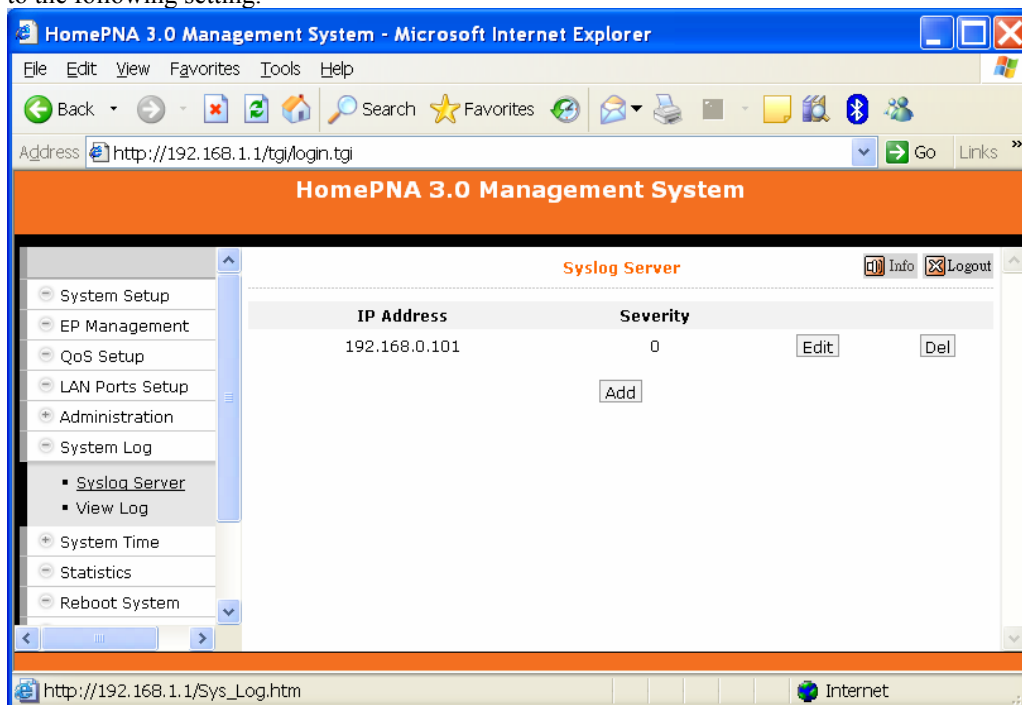 to the following setting.
HomePNA 3.0 Management System - Microsoft Internet Explorer
File Edit View Favorites Tools Help
Back Search Favorites
Address http://192.168.1.1/tgi/login.tgi Go Links »
HomePNA 3.0 Management System
Syslog Server Info Logout
System Setup
EP Management
QoS Setup
LAN Ports Setup
Administration
System Log
Syslog Server
View Log
System Time
Statistics
Reboot System
IP Address Severity
192.168.0.101 0 Edit Del
Add
http://192.168.1.1/Sys_Log.htm Internet